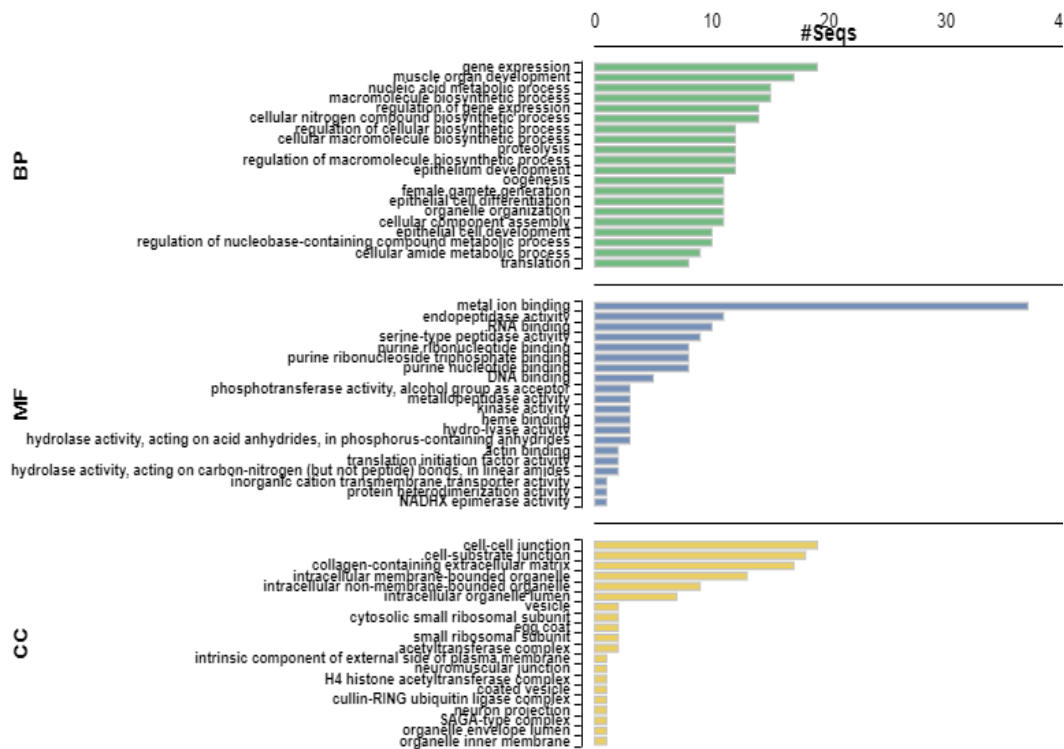 0 10 20 30 4
#Seqs
BP
gene expression
muscle organ development
nucleic acid metabolic process
macromolecule biosynthetic process
regulation of gene expression
cellular nitrogen compound biosynthetic process
regulation of cellular biosynthetic process
cellular macromolecule biosynthetic process
proteolysis
regulation of macromolecule biosynthetic process
epithelium development
oogenesis
female gamete generation
epithelial cell differentiation
organelle organization
cellular component assembly
epithelial cell development
regulation of nucleobase-containing compound metabolic process
cellular amide metabolic process
translation
MF
metal ion binding
endopeptidase activity
RNA binding
serine-type peptidase activity
purine ribonucleotide binding
purine ribonucleoside triphosphate binding
purine nucleotide binding
DNA binding
phosphotransferase activity, alcohol group as acceptor
metallopeptidase activity
kinase activity
heme binding
hydro-lyase activity
hydrolase activity, acting on acid anhydrides, in phosphorus-containing anhydrides
actin binding
translation initiation factor activity
hydrolase activity, acting on carbon-nitrogen (but not peptide) bonds, in linear amides
inorganic cation transmembrane transporter activity
protein heterodimerization activity
NADHX epimerase activity
CC
cell-cell junction
cell-substrate junction
collagen-containing extracellular matrix
intracellular membrane-bounded organelle
intracellular non-membrane-bounded organelle
intracellular organelle lumen
vesicle
cytosolic small ribosomal subunit
egg coat
small ribosomal subunit
acetyltransferase complex
intrinsic component of external side of plasma membrane
neuromuscular junction
H4 histone acetyltransferase complex
coated vesicle
cullin-RING ubiquitin ligase complex
neuron projection
SAGA-type complex
organelle envelope lumen
organelle inner membrane